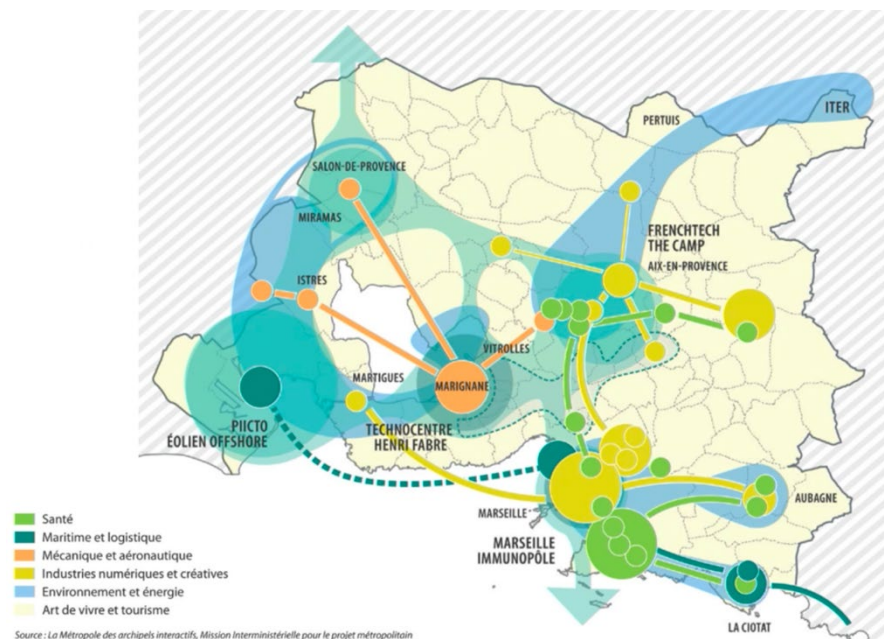 ITER
PERTUIS
SALON-DE-PROVENCE
MIRAMAS
FRENCHTECH
THE CAMP
AIX-EN-PROVENCE
ISTRES
VITROLLES
MARTIGUES
MARIGNANE
PIICTO
ÉOLIEN OFFSHORE
TECHNOCENTRE
HENRI FABRE
MARSEILLE
AUBAGNE
MARSEILLE
IMMUNOPÔLE
LA CIOTAT
Santé
Maritime et logistique
Mécanique et aéronautique
Industries numériques et créatives
Environnement et énergie
Art de vivre et tourisme
Source : La Métropole des archipels interactifs, Mission Interministérielle pour le projet métropolitain